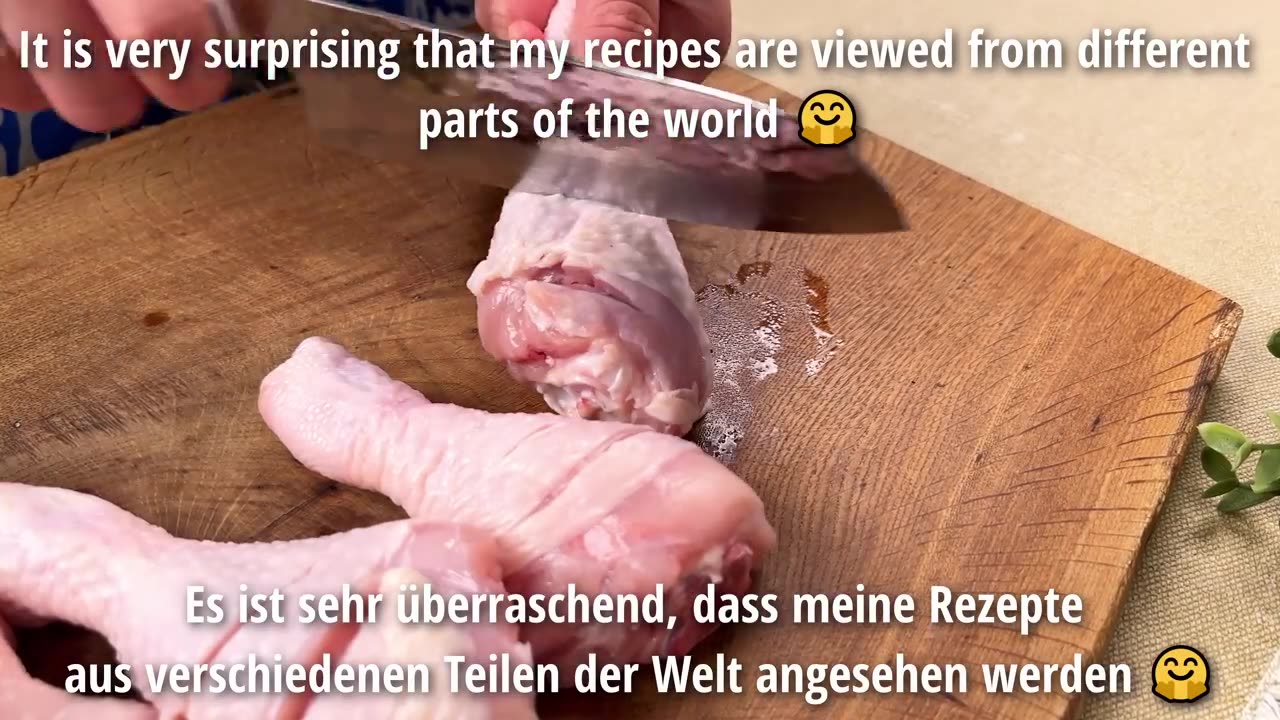 It is very surprising that my recipes are viewed from different
parts of the world 🤗
Es ist sehr überraschend, dass meine Rezepte
aus verschiedenen Teilen der Welt angesehen werden 🤗